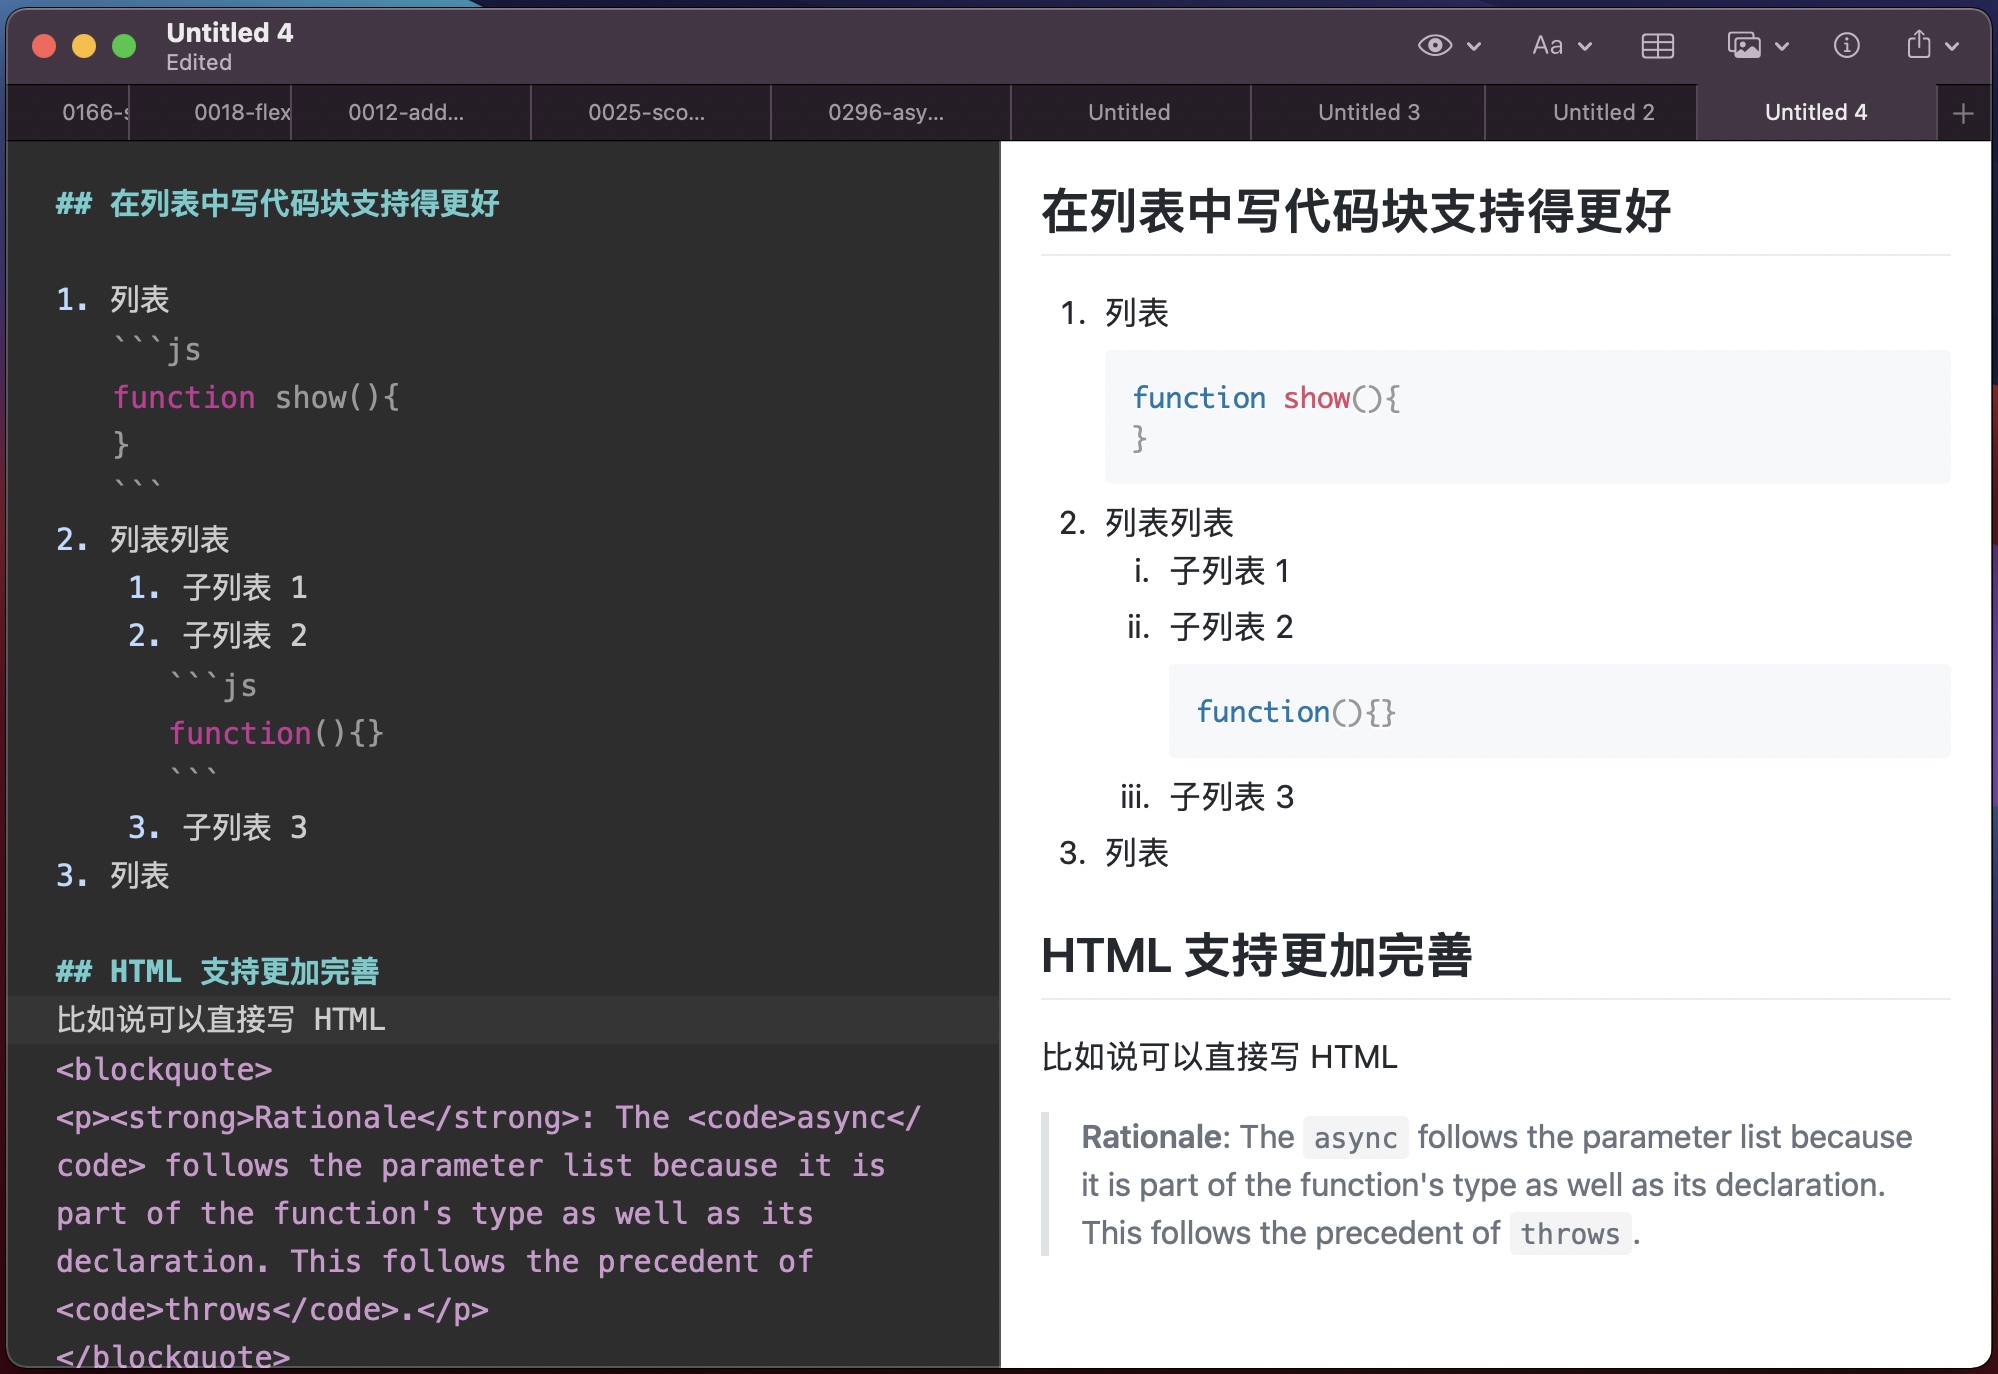 Untitled 4
Edited
Aa
0166-s
0018-flex
0012-add...
0025-sco...
0296-asy...
Untitled
Untitled 3
Untitled 2
Untitled 4
## 在列表中写代码块支持得更好
1. 列表
```js
function show(){
}
```
2. 列表列表
1. 子列表 1
2. 子列表 2
```js
function(){}
```
3. 子列表 3
3. 列表
## HTML 支持更加完善
比如说可以直接写 HTML
<blockquote>
<p><strong>Rationale</strong>: The <code>async</
code> follows the parameter list because it is
part of the function's type as well as its
declaration. This follows the precedent of
<code>throws</code>.</p>
</blockquote>
在列表中写代码块支持得更好
1. 列表
function show(){
}
2. 列表列表
i. 子列表 1
ii. 子列表 2
function(){}
iii. 子列表 3
3. 列表
HTML 支持更加完善
比如说可以直接写 HTML
Rationale: The async follows the parameter list because
it is part of the function's type as well as its declaration.
This follows the precedent of throws.